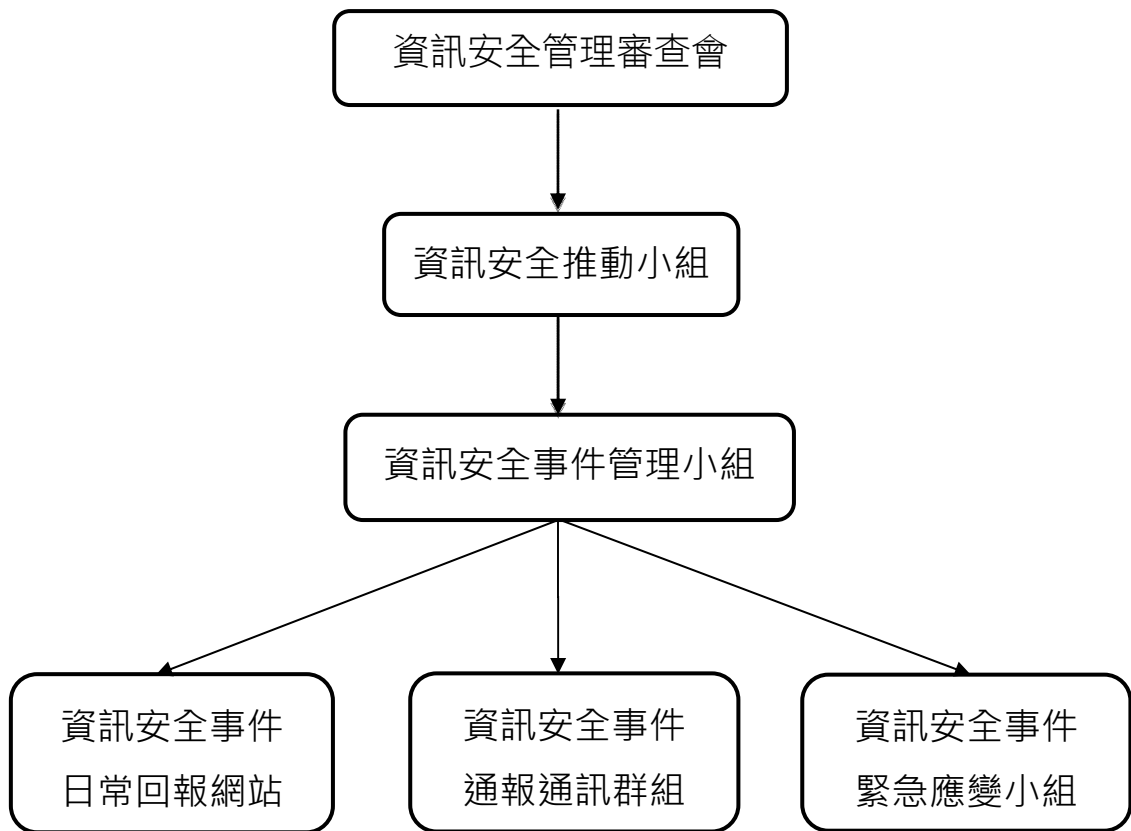 資訊安全管理審查會
資訊安全推動小組
資訊安全事件管理小組
資訊安全事件
日常回報網站
資訊安全事件
通報通訊群組
資訊安全事件
緊急應變小組